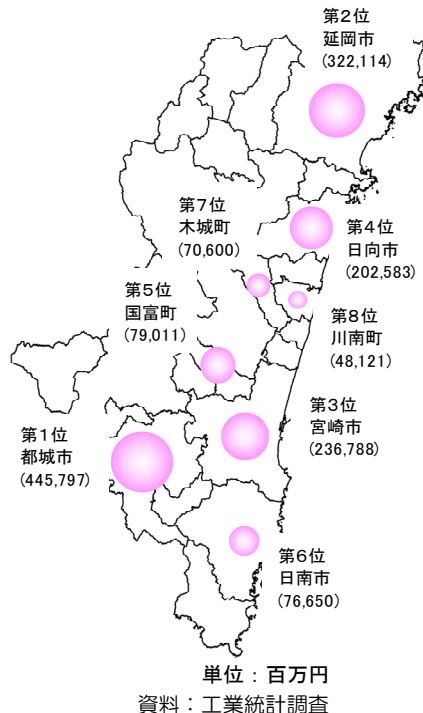 第2位
延岡市
(322,114)
第7位
木城町
(70,600)
第4位
日向市
(202,583)
第5位
国富町
(79,011)
第8位
川南町
(48,121)
第3位
宮崎市
(236,788)
第1位
都城市
(445,797)
第6位
日南市
(76,650)
単位：百万円
資料：工業統計調査